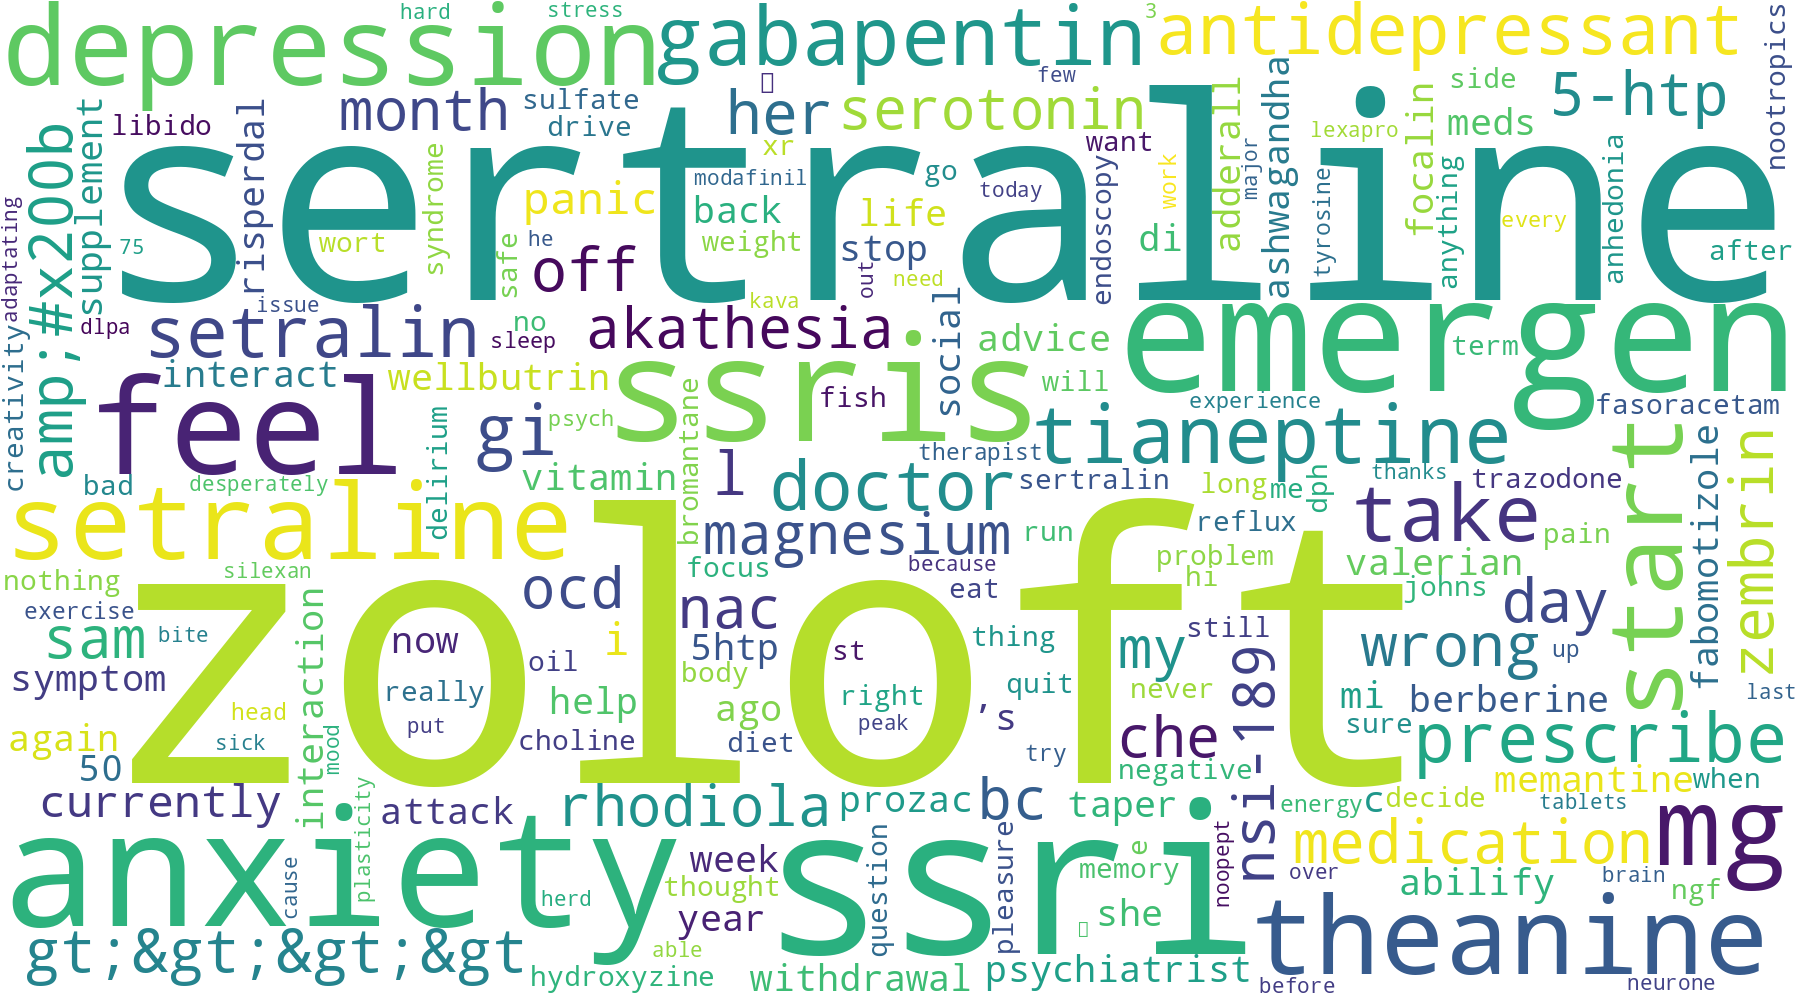 hard
stress
3
depression
gabapentin
antidepressant
nootropics
few
side
sertraline
month
sulfate
her
serotonin
5-htp
libido
drive
meds
lexapro
amp;#x200b
supplement
risperdal
syndrome
xr
want
work
major
adderall
ashwagandha
focalin
modafinil
go
today
tyrosine
anything
anhedonia
panic
back
life
every
di
after
adaptating
75
wort
he
weight
stop
safe
off
out
need
endoscopy
issue
kava
emergen
dlpa
setralin
no
sleep
akathesia
social
advice
term
creativity
interact
wellbutrin
ssris
will
feel
fish
experience
fasoracetam
gi
psych
bromantane
tianeptine
start
zembrin
fabomotizole
therapist
bad
desperately
delirium
vitamin
l
doctor
sertralin
long
me
dph
thanks
trazodone
setraline
magnesium
run
reflux
take
pain
zoloft
nothing
silexan
focus
because
problem
valerian
exercise
ocd
nac
eat
hi
johns
day
sam
bite
interaction
now
i
5htp
st
thing
my
still
nsi-189
wrong
up
symptom
really
oil
body
right
quit
never
mi
berberine
last
head
put
help
ago
peak
’s
sure
again
sick
mood
choline
diet
try
che
prescribe
50
negative
memantine
when
currently
plasticity
attack
rhodiola
prozac
bc
taper
energy
c
decide
tablets
mg
anxiety
ssri
week
question
pleasure
e
noopept
medication
cause
thought
memory
over
abilify
brain
ngf
herd
year
she
theanine
gt;&gt;&gt;&gt
able
hydroxyzine
withdrawal
psychiatrist
before
neurone